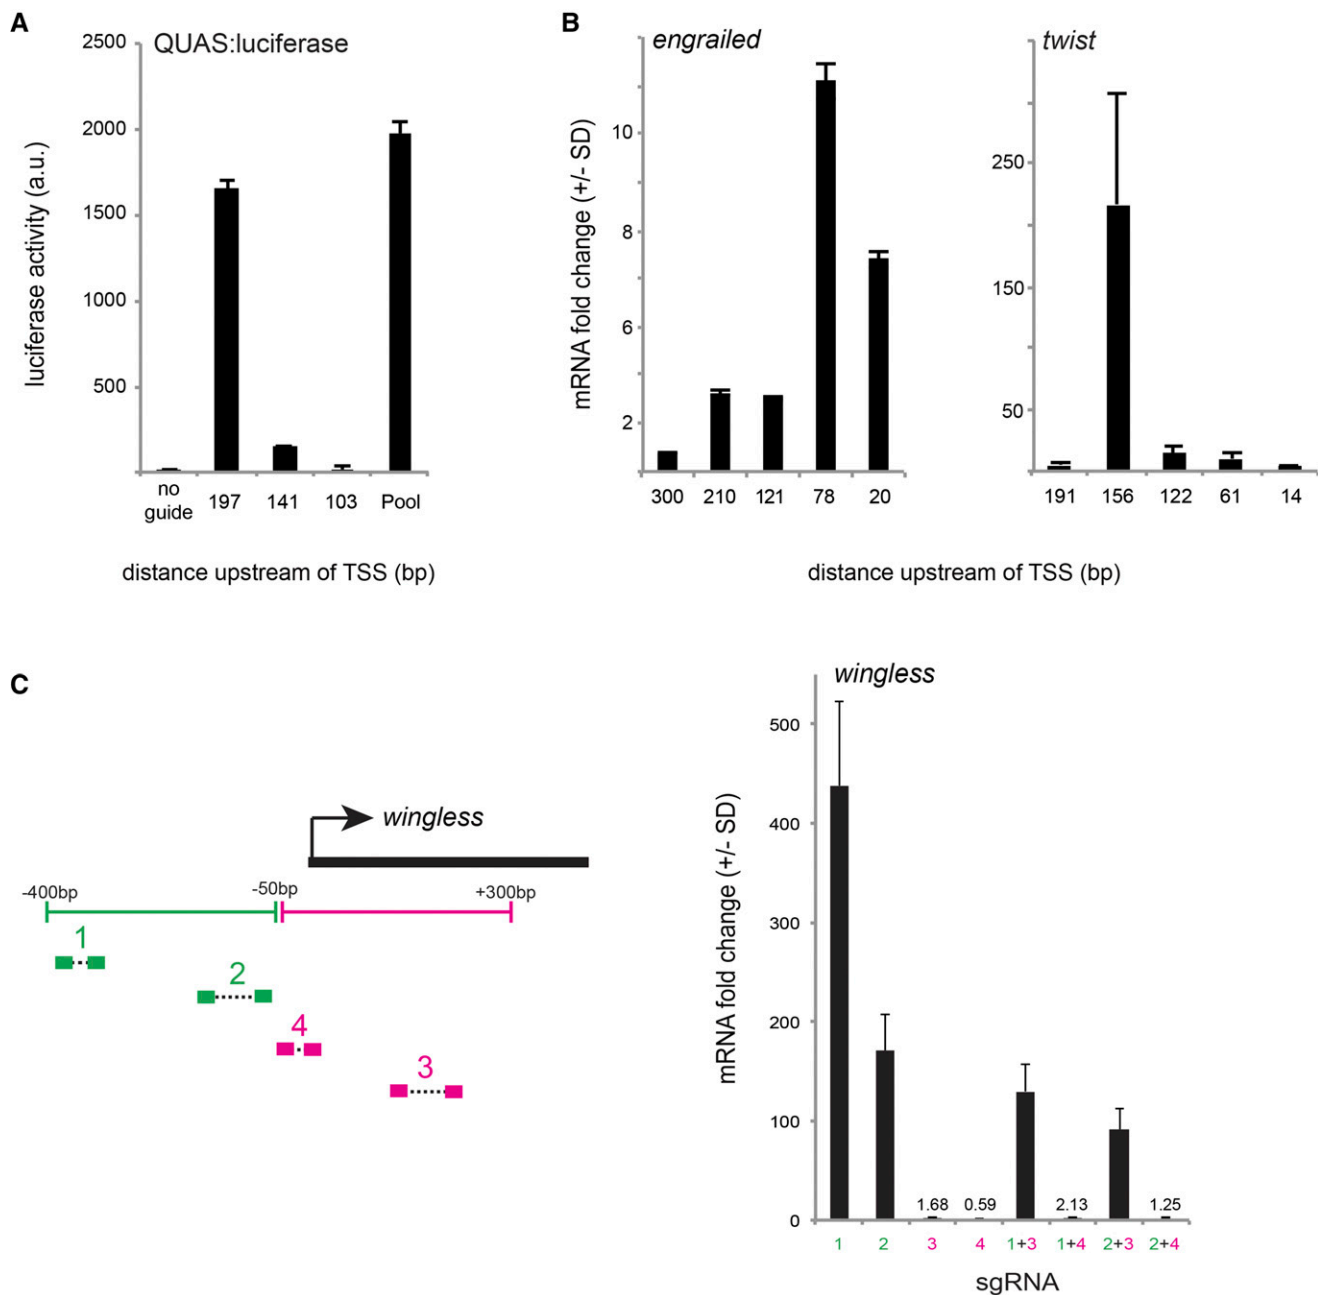 A
QUAS:luciferase
luciferase activity (a.u.)
2500
2000
1500
1000
500
no guide
197
141
103
Pool
distance upstream of TSS (bp)
B
engrailed
mRNA fold change (+/- SD)
10
8
6
2
300
210
121
78
20
twist
250
150
50
191
156
122
61
14
distance upstream of TSS (bp)
C
wingless
-400bp
-50bp
+300bp
1
2
4
3
wingless
mRNA fold change (+/- SD)
500
400
300
200
100
0
1.68
0.59
2.13
1.25
1
2
3
4
1+3
1+4
2+3
2+4
sgRNA